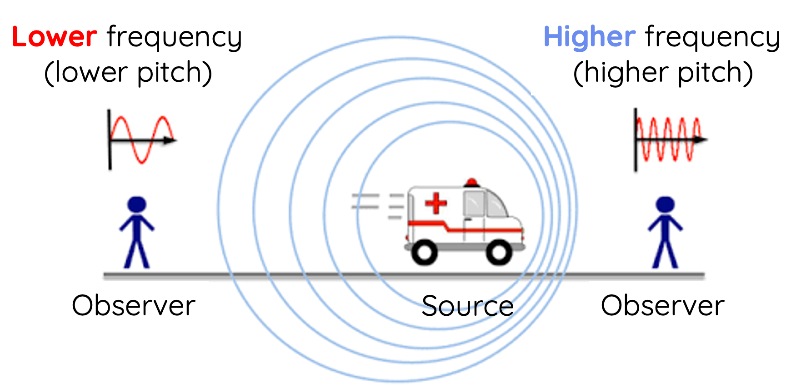 Lower frequency
(lower pitch)
Higher frequency
(higher pitch)
Observer
Source
Observer